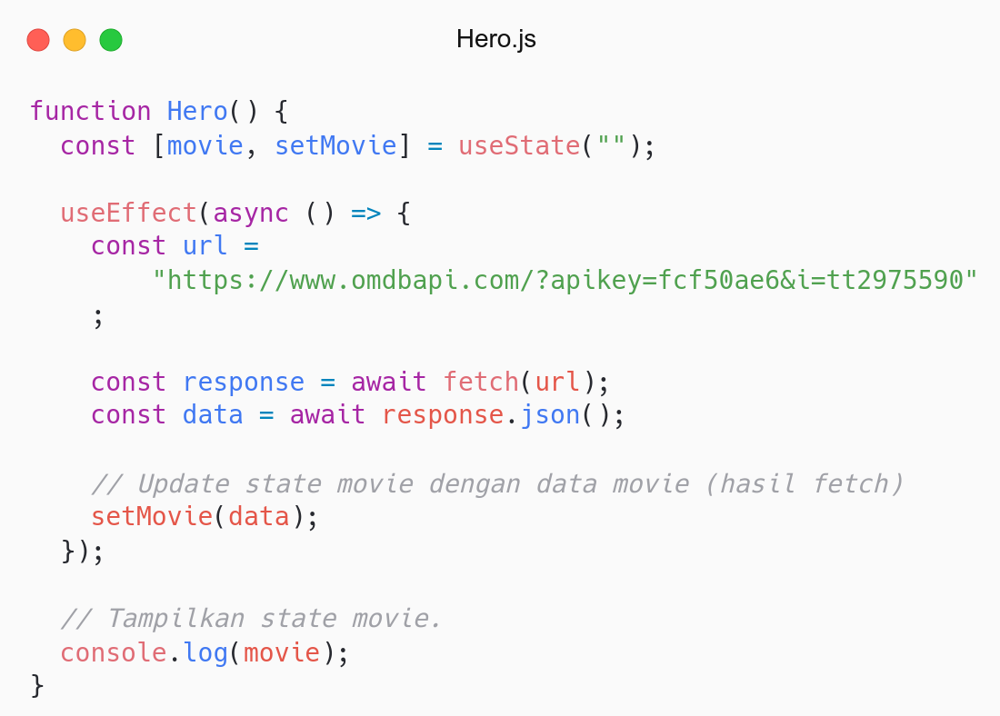 Hero.js
function Hero() {
  const [movie, setMovie] = useState("");
  useEffect(async () => {
    const url =
        "https://www.omdbapi.com/?apikey=fcf50ae6&i=tt2975590"
    ;
    const response = await fetch(url);
    const data = await response.json();
    // Update state movie dengan data movie (hasil fetch)
    setMovie(data);
  });
  // Tampilkan state movie.
  console.log(movie);
}